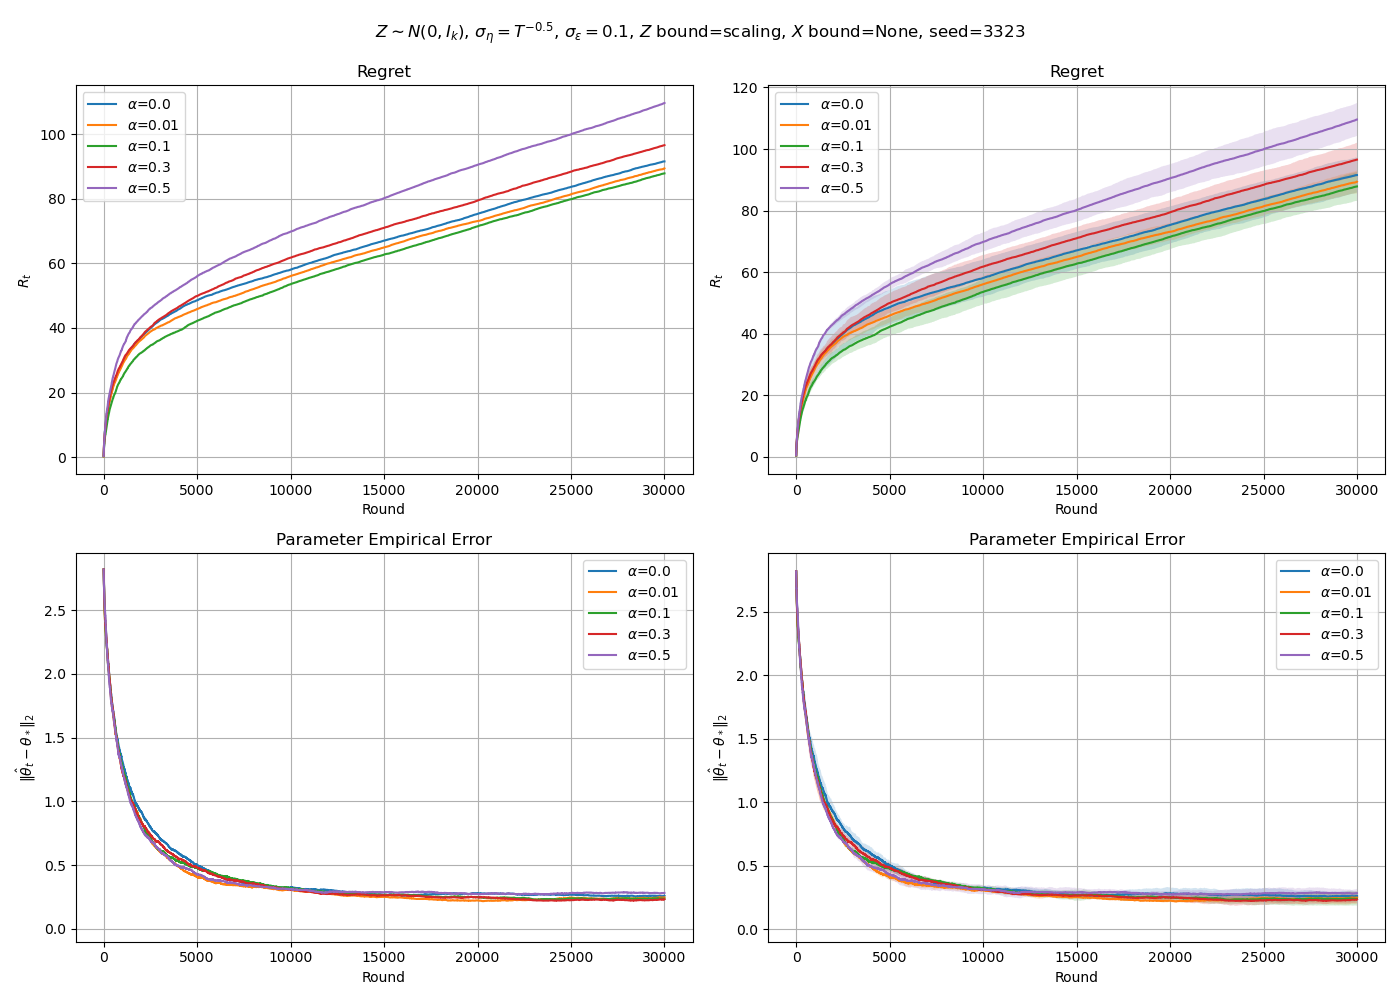 Z ∼ N(0, I_k), σ_η = T^{−0.5}, σ_ε = 0.1, Z bound=scaling, X bound=None, seed=3323
Regret
R_t
100
80
60
40
20
0
α=0.0
α=0.01
α=0.1
α=0.3
α=0.5
0 5000 10000 15000 20000 25000 30000
Round
Regret
R_t
120
100
80
60
40
20
0
α=0.0
α=0.01
α=0.1
α=0.3
α=0.5
0 5000 10000 15000 20000 25000 30000
Round
Parameter Empirical Error
‖θ̂_t − θ_*‖_2
2.5
2.0
1.5
1.0
0.5
0.0
α=0.0
α=0.01
α=0.1
α=0.3
α=0.5
0 5000 10000 15000 20000 25000 30000
Round
Parameter Empirical Error
‖θ̂_t − θ_*‖_2
2.5
2.0
1.5
1.0
0.5
0.0
α=0.0
α=0.01
α=0.1
α=0.3
α=0.5
0 5000 10000 15000 20000 25000 30000
Round